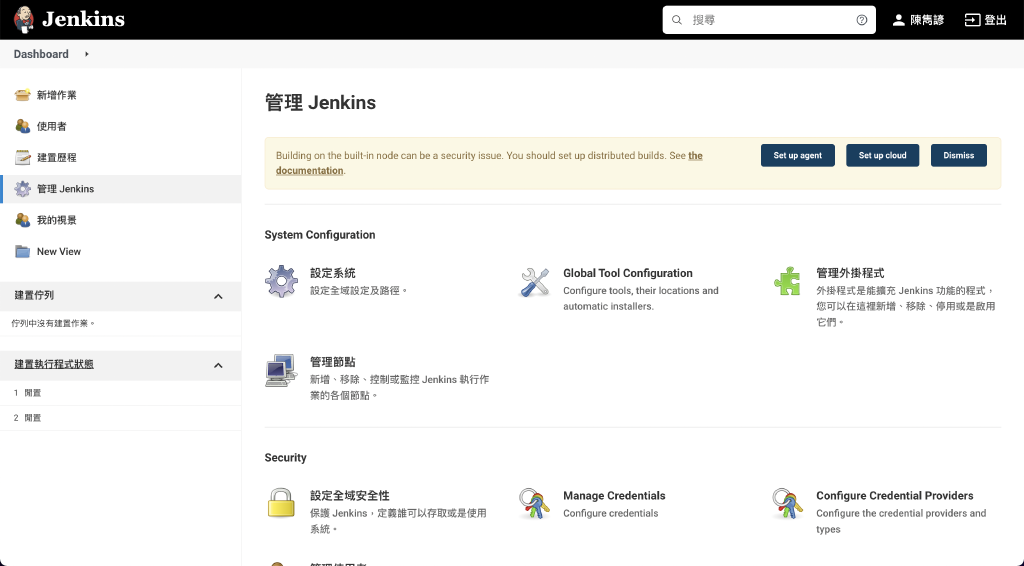 Jenkins
搜尋
陳雋諺
登出
Dashboard
新增作業
使用者
建置歷程
管理 Jenkins
我的視景
New View
建置佇列
佇列中沒有建置作業。
建置執行程式狀態
1 閒置
2 閒置
管理 Jenkins
Building on the built-in node can be a security issue. You should set up distributed builds. See the
documentation.
Set up agent
Set up cloud
Dismiss
System Configuration
設定系統
設定全域設定及路徑。
Global Tool Configuration
Configure tools, their locations and
automatic installers.
管理外掛程式
外掛程式是能擴充 Jenkins 功能的程式，
您可以在這裡新增、移除、停用或是啟用
它們。
管理節點
新增、移除、控制或監控 Jenkins 執行作
業的各個節點。
Security
設定全域安全性
保護 Jenkins，定義誰可以存取或是使用
系統。
Manage Credentials
Configure credentials
Configure Credential Providers
Configure the credential providers and
types